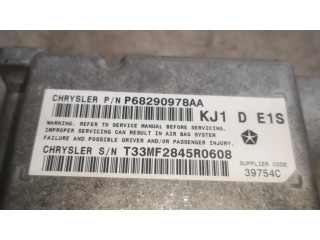 CHRYSLER P/N P68290978AA
KJ1 D E1S
WARNING: REFER TO SERVICE MANUAL BEFORE SERVICING.
IMPROPER SERVICING CAN RESULT IN AIR BAG SYSTEM
FAILURE AND POSSIBLE DRIVER AND/OR PASSENGER INJURY.
CHRYSLER S/N T33MF2845R0608
SUPPLIER CODE
39754C